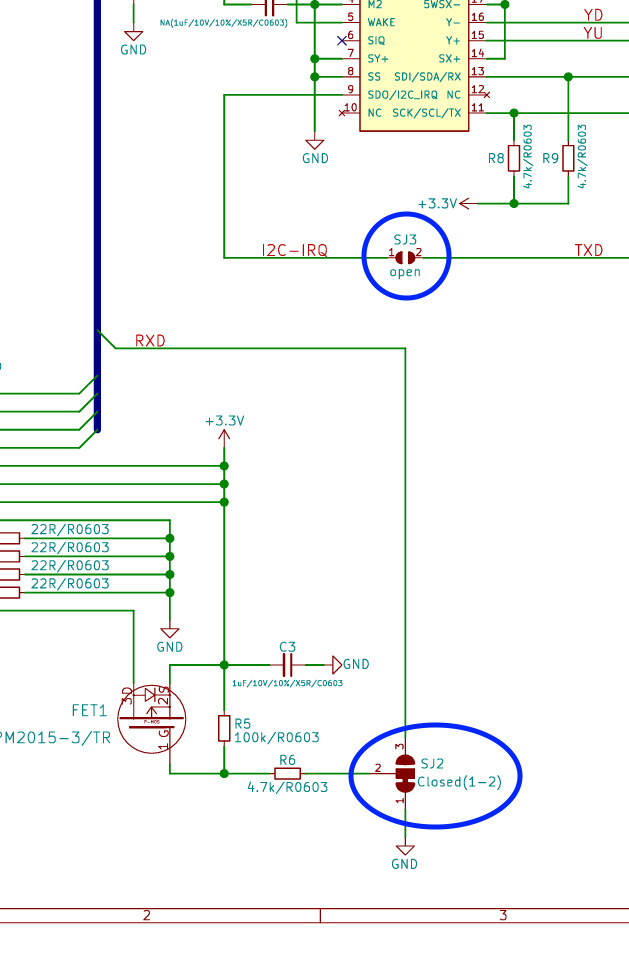 M2
5WSX-
NA(1uF/10V/10%/X5R/C0603)
5
WAKE
Y-
16
YD
GND
6
SIQ
Y+
15
YU
7
SY+
SX+
14
8
SS
SDI/SDA/RX
13
9
SDO/I2C_IRQ
NC
12
10
NC
SCK/SCL/TX
11
GND
R8
4.7k/R0603
R9
4.7k/R0603
+3.3V
SJ3
I2C-IRQ
1
2
TXD
open
RXD
+3.3V
22R/R0603
22R/R0603
22R/R0603
22R/R0603
GND
C3
GND
1uF/10V/10%/X5R/C0603
3D
2S
FET1
P-MOS
PM2015-3/TR
1 G
R5
100k/R0603
R6
4.7k/R0603
3
2
SJ2
Closed(1-2)
1
GND
2
3